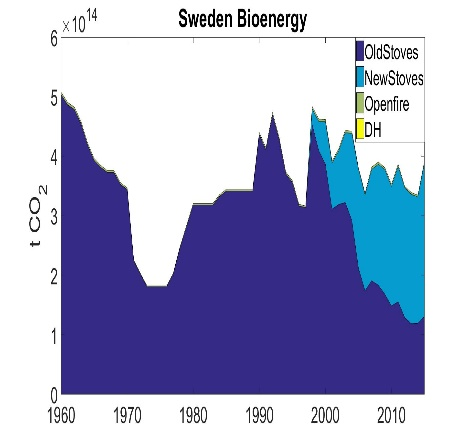 Sweden Bioenergy
×10^14
6
5
4
3
2
1
0
t CO₂
OldStoves
NewStoves
Openfire
DH
1960 1970 1980 1990 2000 2010